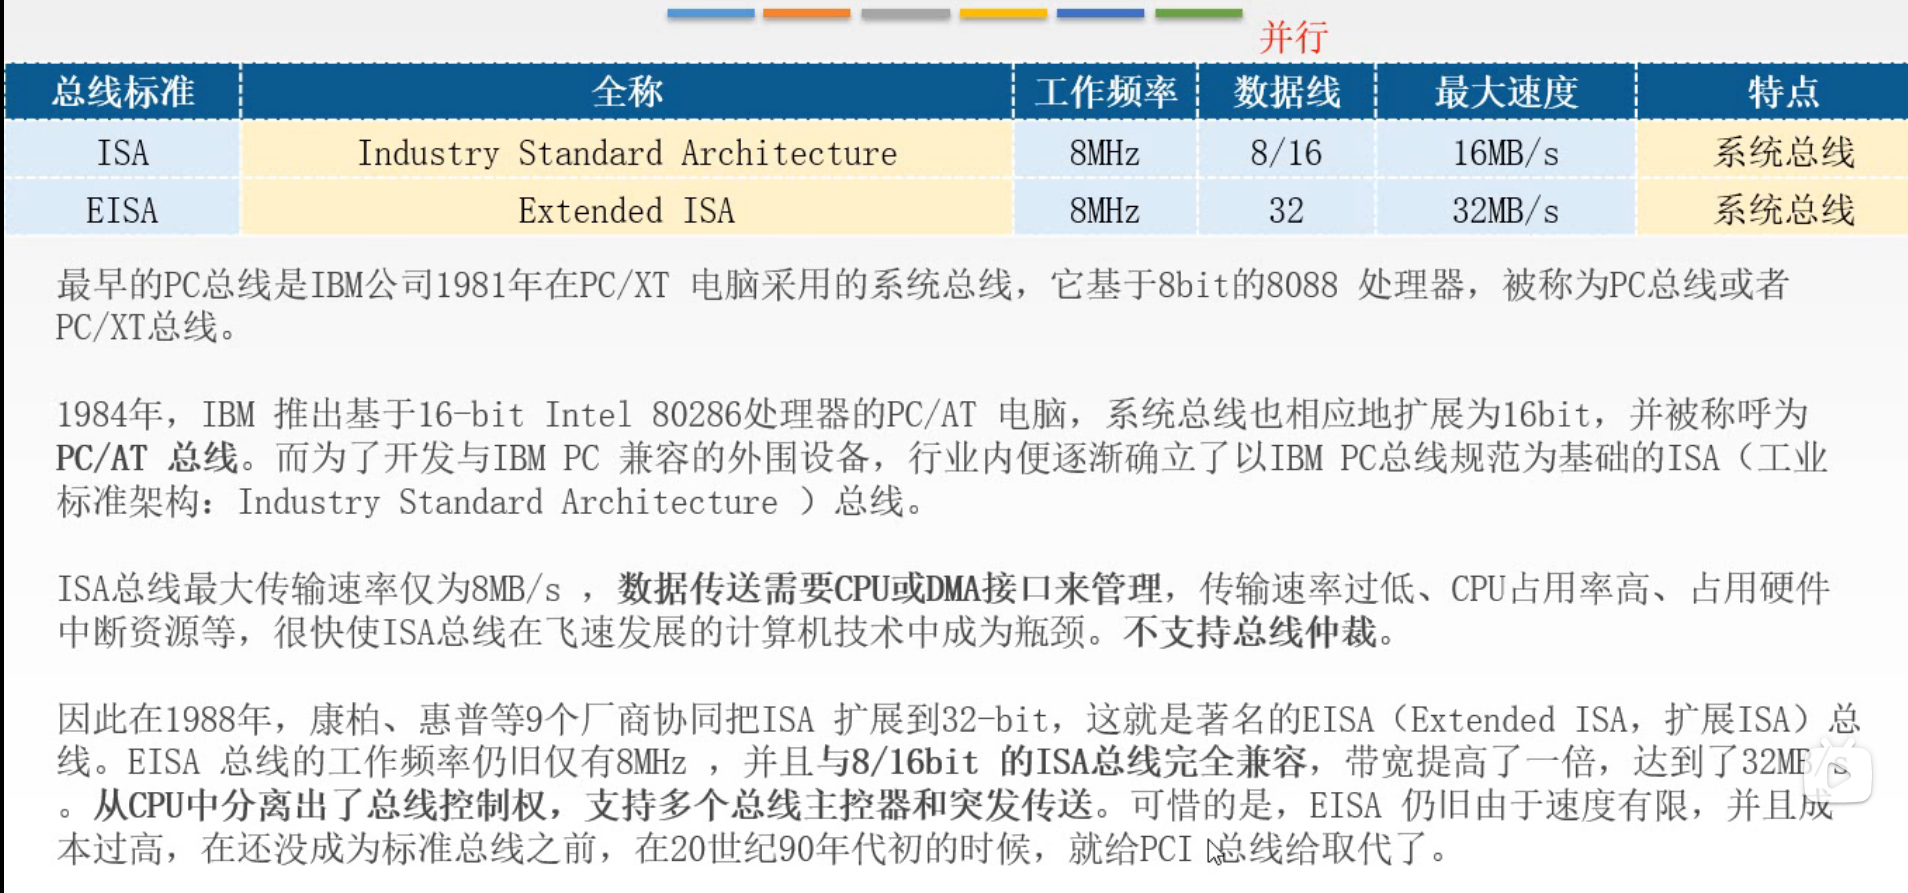 并行
总线标准 全称 工作频率 数据线 最大速度 特点
ISA Industry Standard Architecture 8MHz 8/16 16MB/s 系统总线
EISA Extended ISA 8MHz 32 32MB/s 系统总线
最早的PC总线是IBM公司1981年在PC/XT 电脑采用的系统总线，它基于8bit的8088 处理器，被称为PC总线或者
PC/XT总线。
1984年，IBM 推出基于16-bit Intel 80286处理器的PC/AT 电脑，系统总线也相应地扩展为16bit，并被称呼为
PC/AT 总线。而为了开发与IBM PC 兼容的外围设备，行业内便逐渐确立了以IBM PC总线规范为基础的ISA（工业
标准架构：Industry Standard Architecture ）总线。
ISA总线最大传输速率仅为8MB/s ，数据传送需要CPU或DMA接口来管理，传输速率过低、CPU占用率高、占用硬件
中断资源等，很快使ISA总线在飞速发展的计算机技术中成为瓶颈。不支持总线仲裁。
因此在1988年，康柏、惠普等9个厂商协同把ISA 扩展到32-bit，这就是著名的EISA（Extended ISA，扩展ISA）总
线。EISA 总线的工作频率仍旧仅有8MHz ，并且与8/16bit 的ISA总线完全兼容，带宽提高了一倍，达到了32MB/s
。从CPU中分离出了总线控制权，支持多个总线主控器和突发传送。可惜的是，EISA 仍旧由于速度有限，并且成
本过高，在还没成为标准总线之前，在20世纪90年代初的时候，就给PCI 总线给取代了。